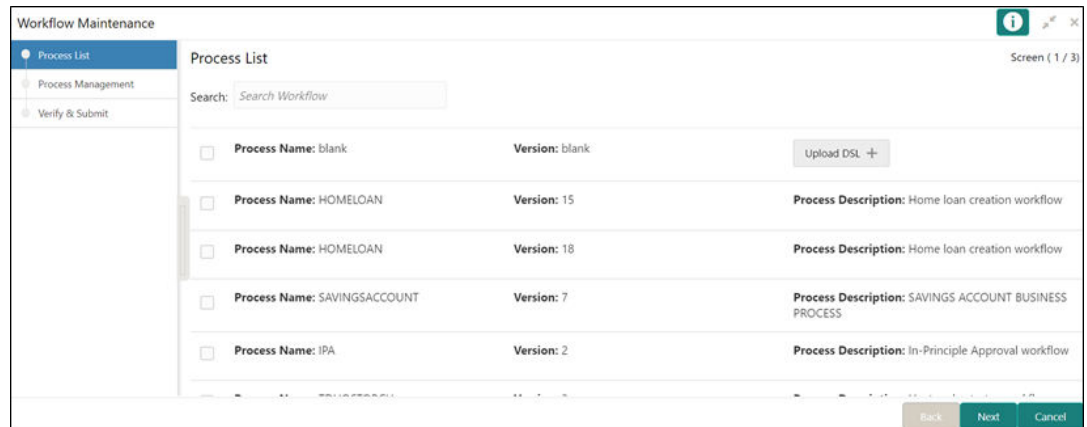 Workflow Maintenance
Process List
Process Management
Verify & Submit
Process List
Screen ( 1 / 3)
Search: Search Workflow
Process Name: blank Version: blank Upload DSL +
Process Name: HOMELOAN Version: 15 Process Description: Home loan creation workflow
Process Name: HOMELOAN Version: 18 Process Description: Home loan creation workflow
Process Name: SAVINGSACCOUNT Version: 7 Process Description: SAVINGS ACCOUNT BUSINESS
PROCESS
Process Name: IPA Version: 2 Process Description: In-Principle Approval workflow
Back Next Cancel